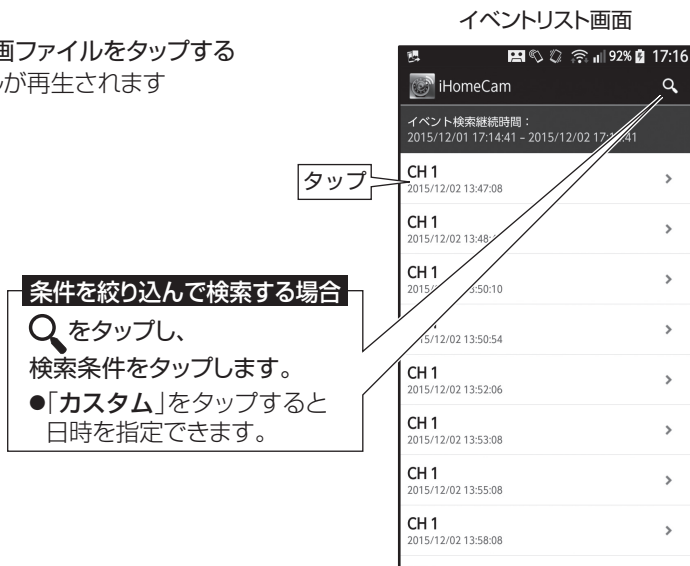 イベントリスト画面
画ファイルをタップする
が再生されます
92% 17:16
iHomeCam
イベント検索継続時間：
2015/12/01 17:14:41 – 2015/12/02 17:14:41
タップ
CH 1
2015/12/02 13:47:08
CH 1
2015/12/02 13:48:
CH 1
2015/ 3:50:10
15/12/02 13:50:54
CH 1
2015/12/02 13:52:06
CH 1
2015/12/02 13:53:08
CH 1
2015/12/02 13:55:08
CH 1
2015/12/02 13:58:08
条件を絞り込んで検索する場合
をタップし、
検索条件をタップします。
●「カスタム」をタップすると
日時を指定できます。